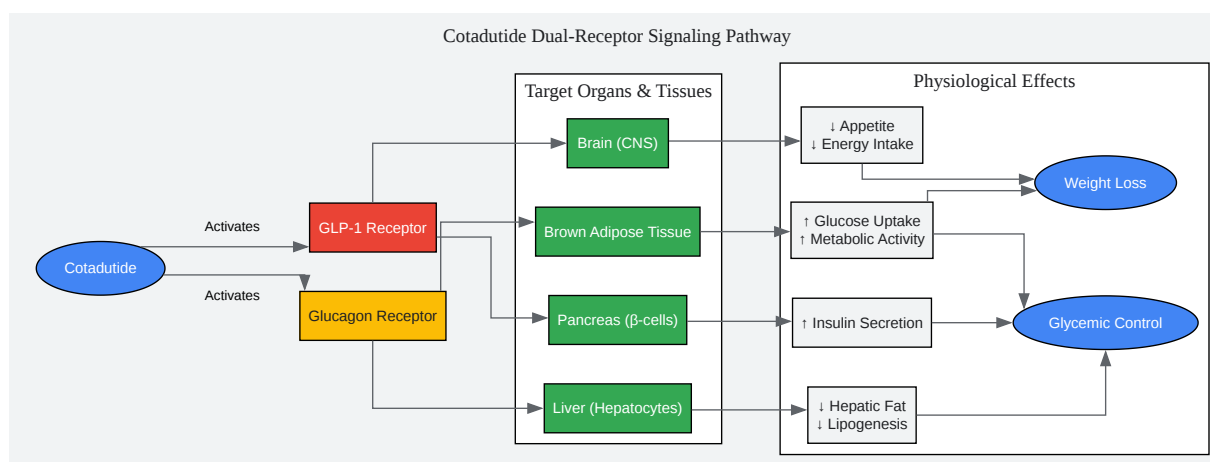 Cotadutide Dual-Receptor Signaling Pathway
Target Organs & Tissues
Physiological Effects
Activates
Activates
Cotadutide
GLP-1 Receptor
Glucagon Receptor
Brain (CNS)
Brown Adipose Tissue
Pancreas (β-cells)
Liver (Hepatocytes)
↓ Appetite
↓ Energy Intake
↑ Glucose Uptake
↑ Metabolic Activity
↑ Insulin Secretion
↓ Hepatic Fat
↓ Lipogenesis
Weight Loss
Glycemic Control